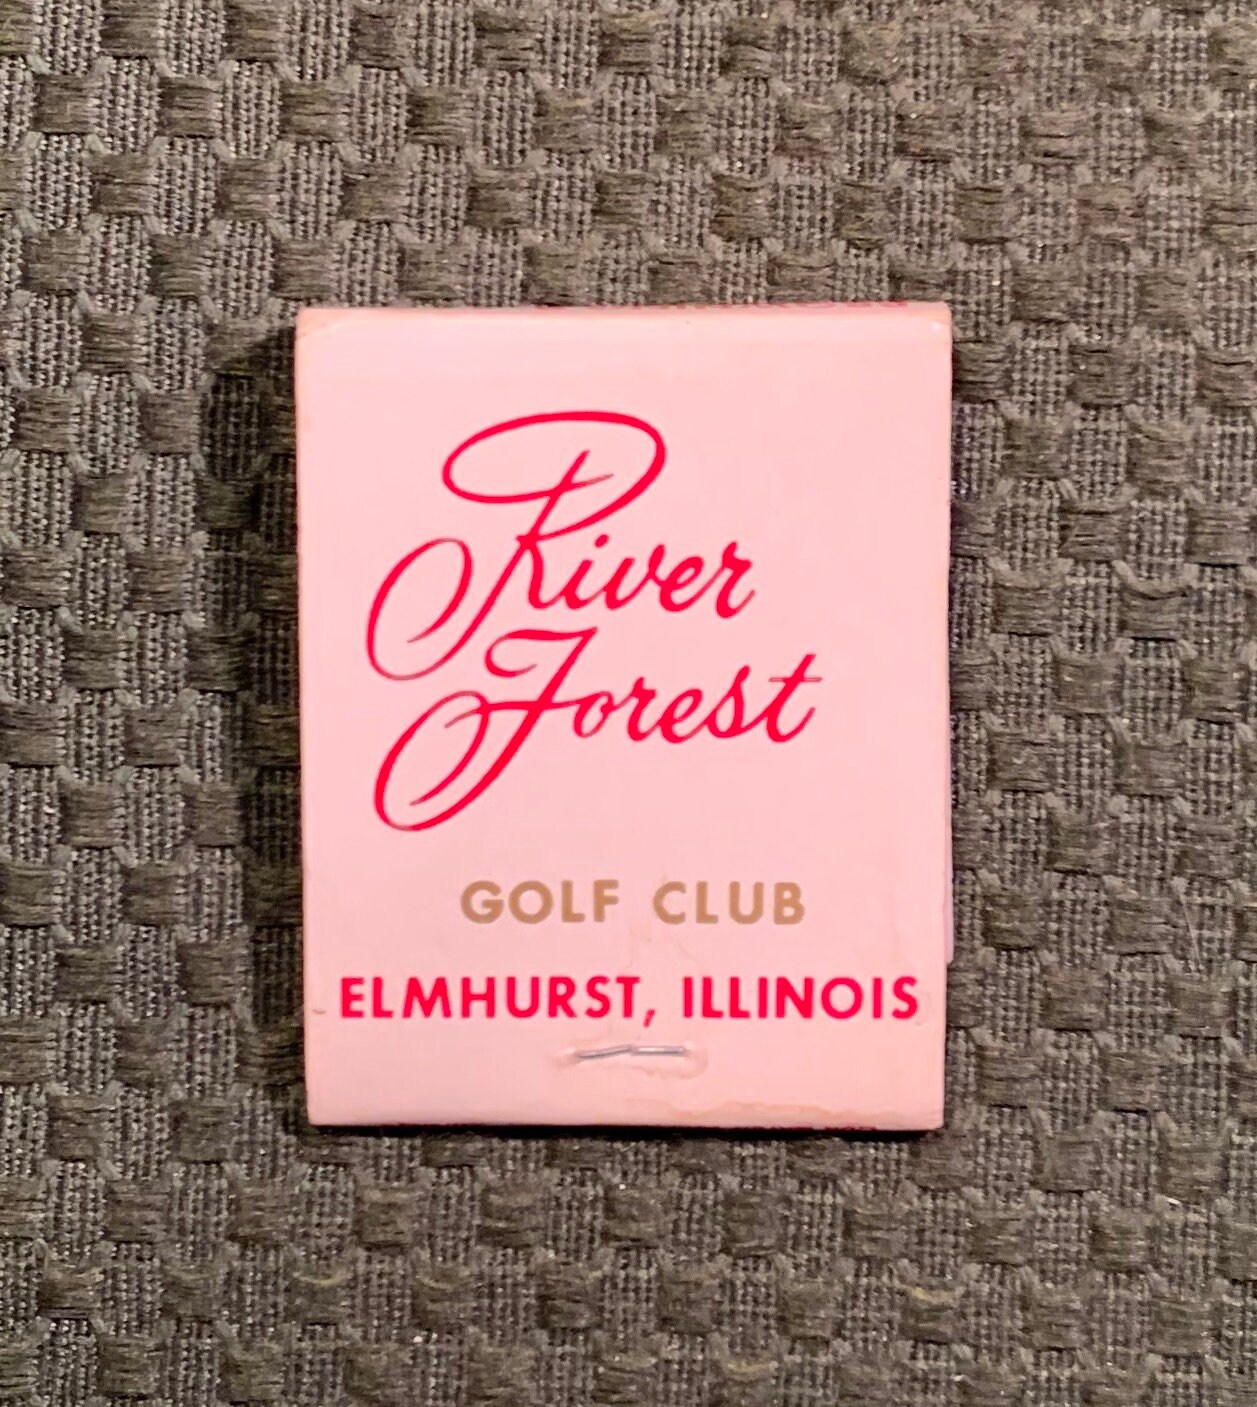 River
Forest
GOLF CLUB
ELMHURST, ILLINOIS